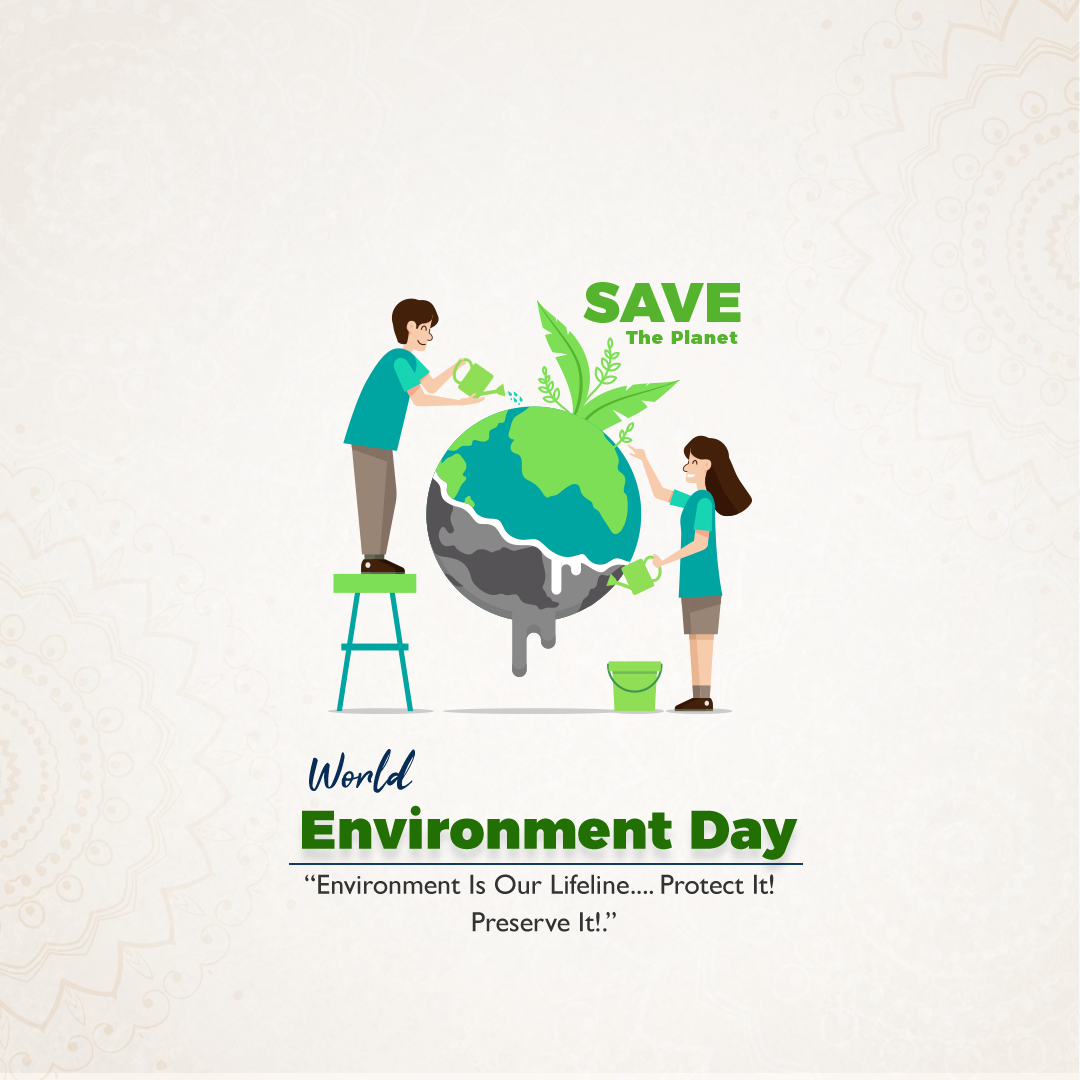 SAVE
The Planet
World
Environment Day
“Environment Is Our Lifeline.... Protect It!
Preserve It!.”